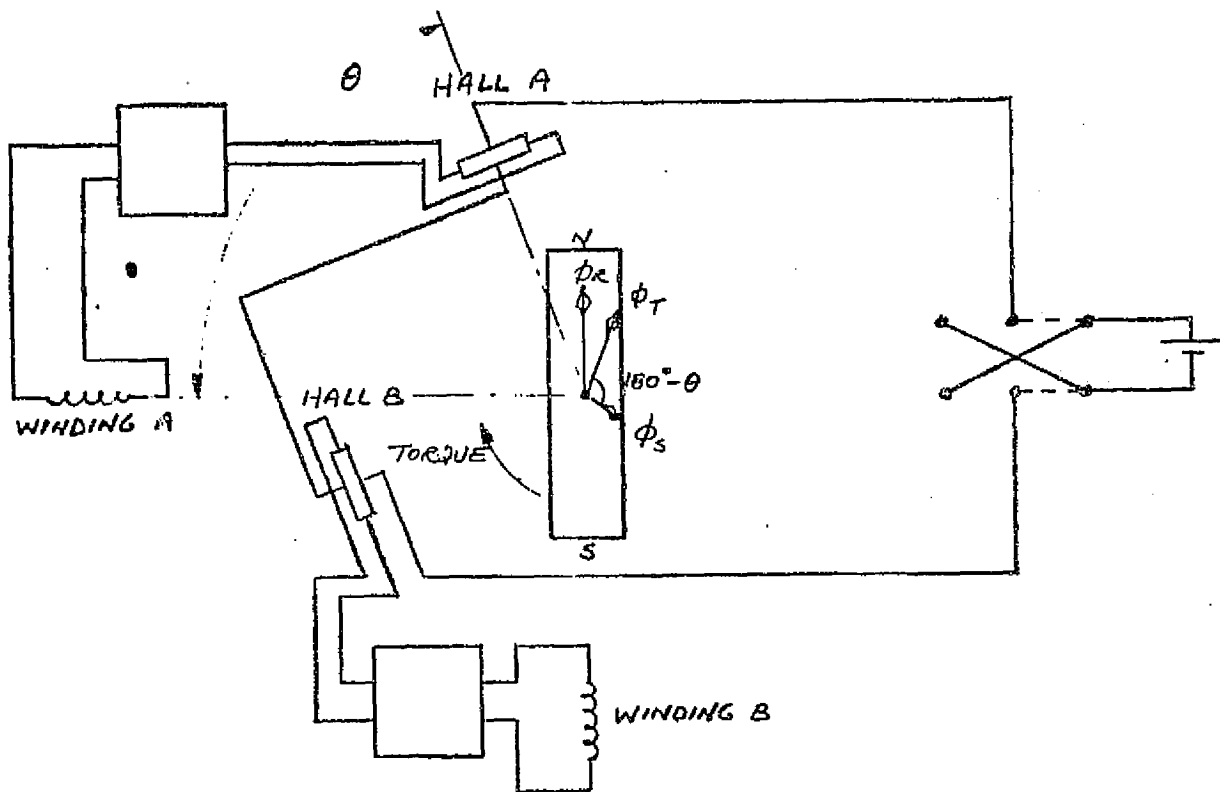 θ
HALL A
N
ϕR
ϕT
180°-θ
HALL B
ϕS
WINDING A
TORQUE
S
WINDING B